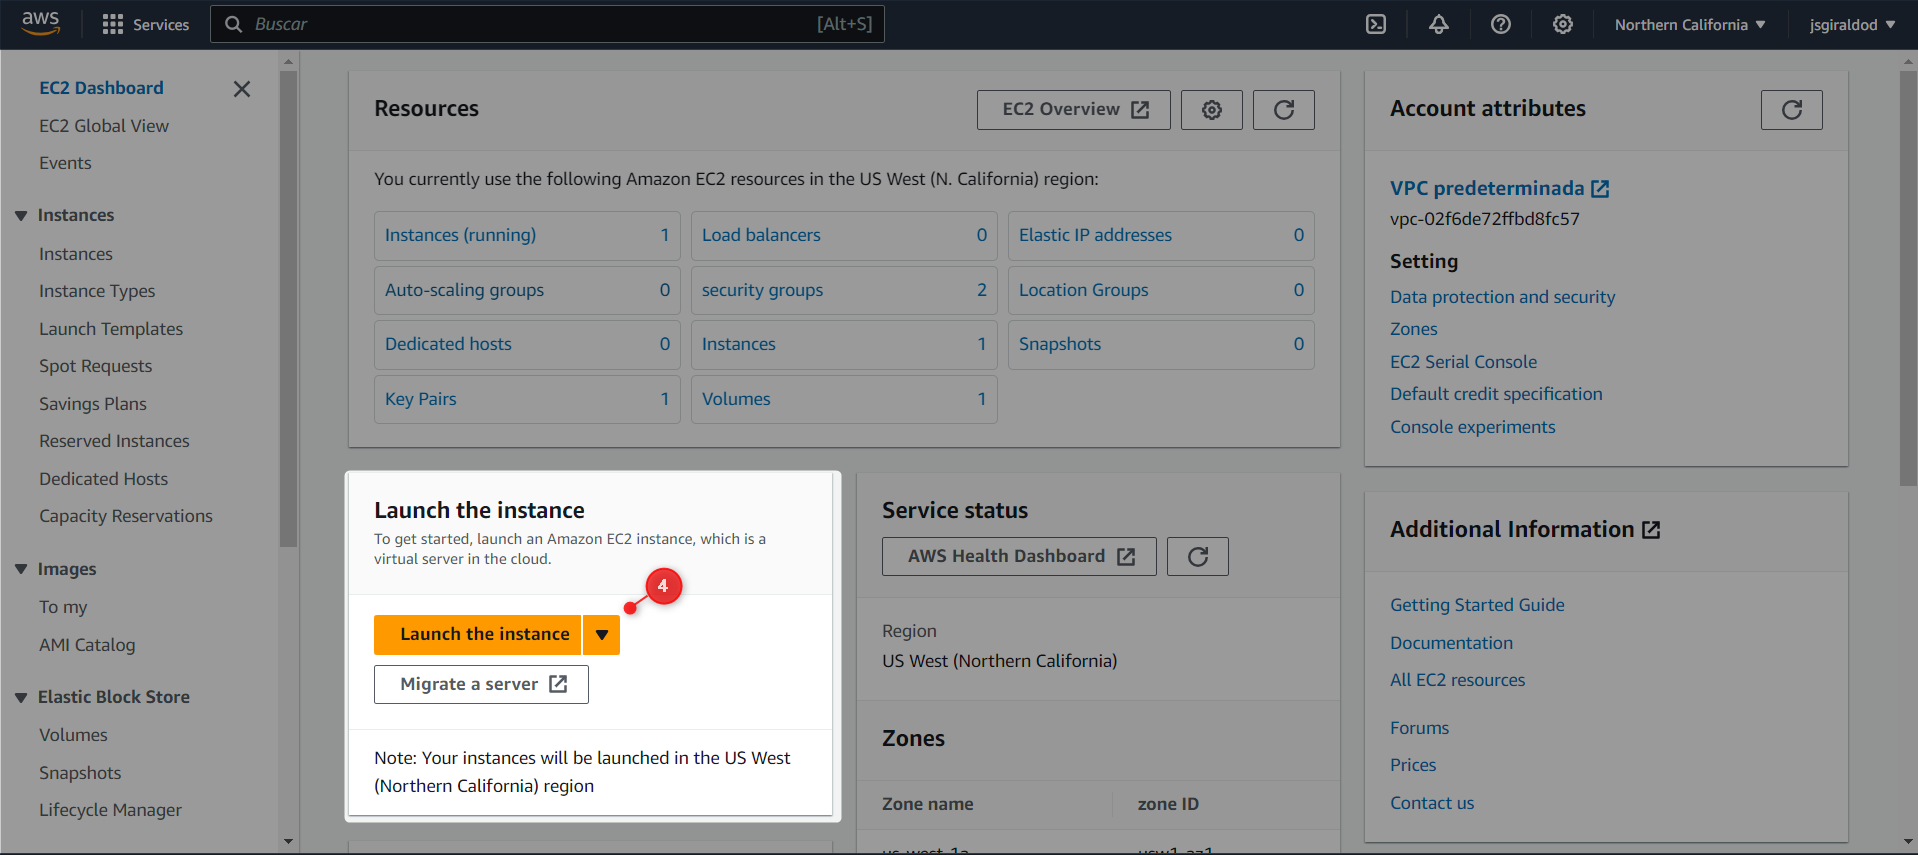 aws
Services
Buscar
[Alt+S]
Northern California
jsgiraldod
EC2 Dashboard
EC2 Global View
Events
Instances
Instances
Instance Types
Launch Templates
Spot Requests
Savings Plans
Reserved Instances
Dedicated Hosts
Capacity Reservations
Images
To my
AMI Catalog
Elastic Block Store
Volumes
Snapshots
Lifecycle Manager
Resources
EC2 Overview
You currently use the following Amazon EC2 resources in the US West (N. California) region:
Instances (running) 1
Load balancers 0
Elastic IP addresses 0
Auto-scaling groups 0
security groups 2
Location Groups 0
Dedicated hosts 0
Instances 1
Snapshots 0
Key Pairs 1
Volumes 1
Launch the instance
To get started, launch an Amazon EC2 instance, which is a
virtual server in the cloud.
4
Launch the instance
Migrate a server
Note: Your instances will be launched in the US West
(Northern California) region
Service status
AWS Health Dashboard
Region
US West (Northern California)
Zones
Zone name
zone ID
us-west-1a
usw1-az1
Account attributes
VPC predeterminada
vpc-02f6de72ffbd8fc57
Setting
Data protection and security
Zones
EC2 Serial Console
Default credit specification
Console experiments
Additional Information
Getting Started Guide
Documentation
All EC2 resources
Forums
Prices
Contact us